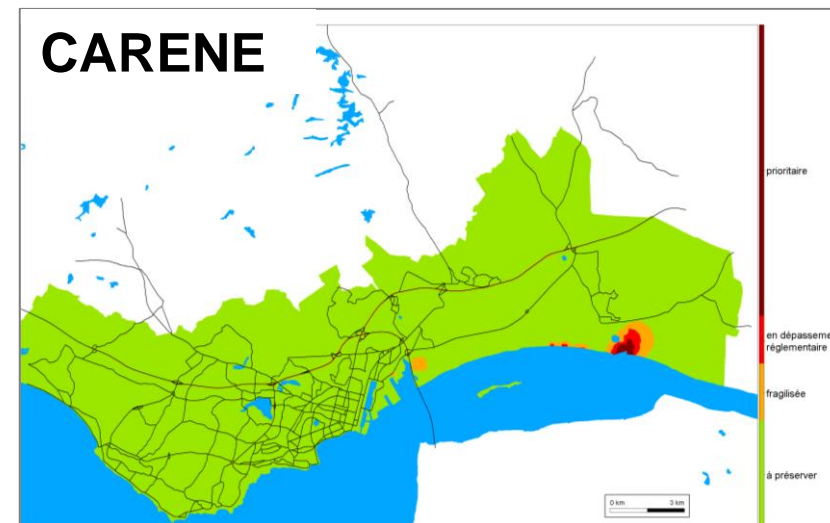 CARENE
prioritaire
en dépasseme
réglementaire
fragilisée
à préserver
0 km 3 km